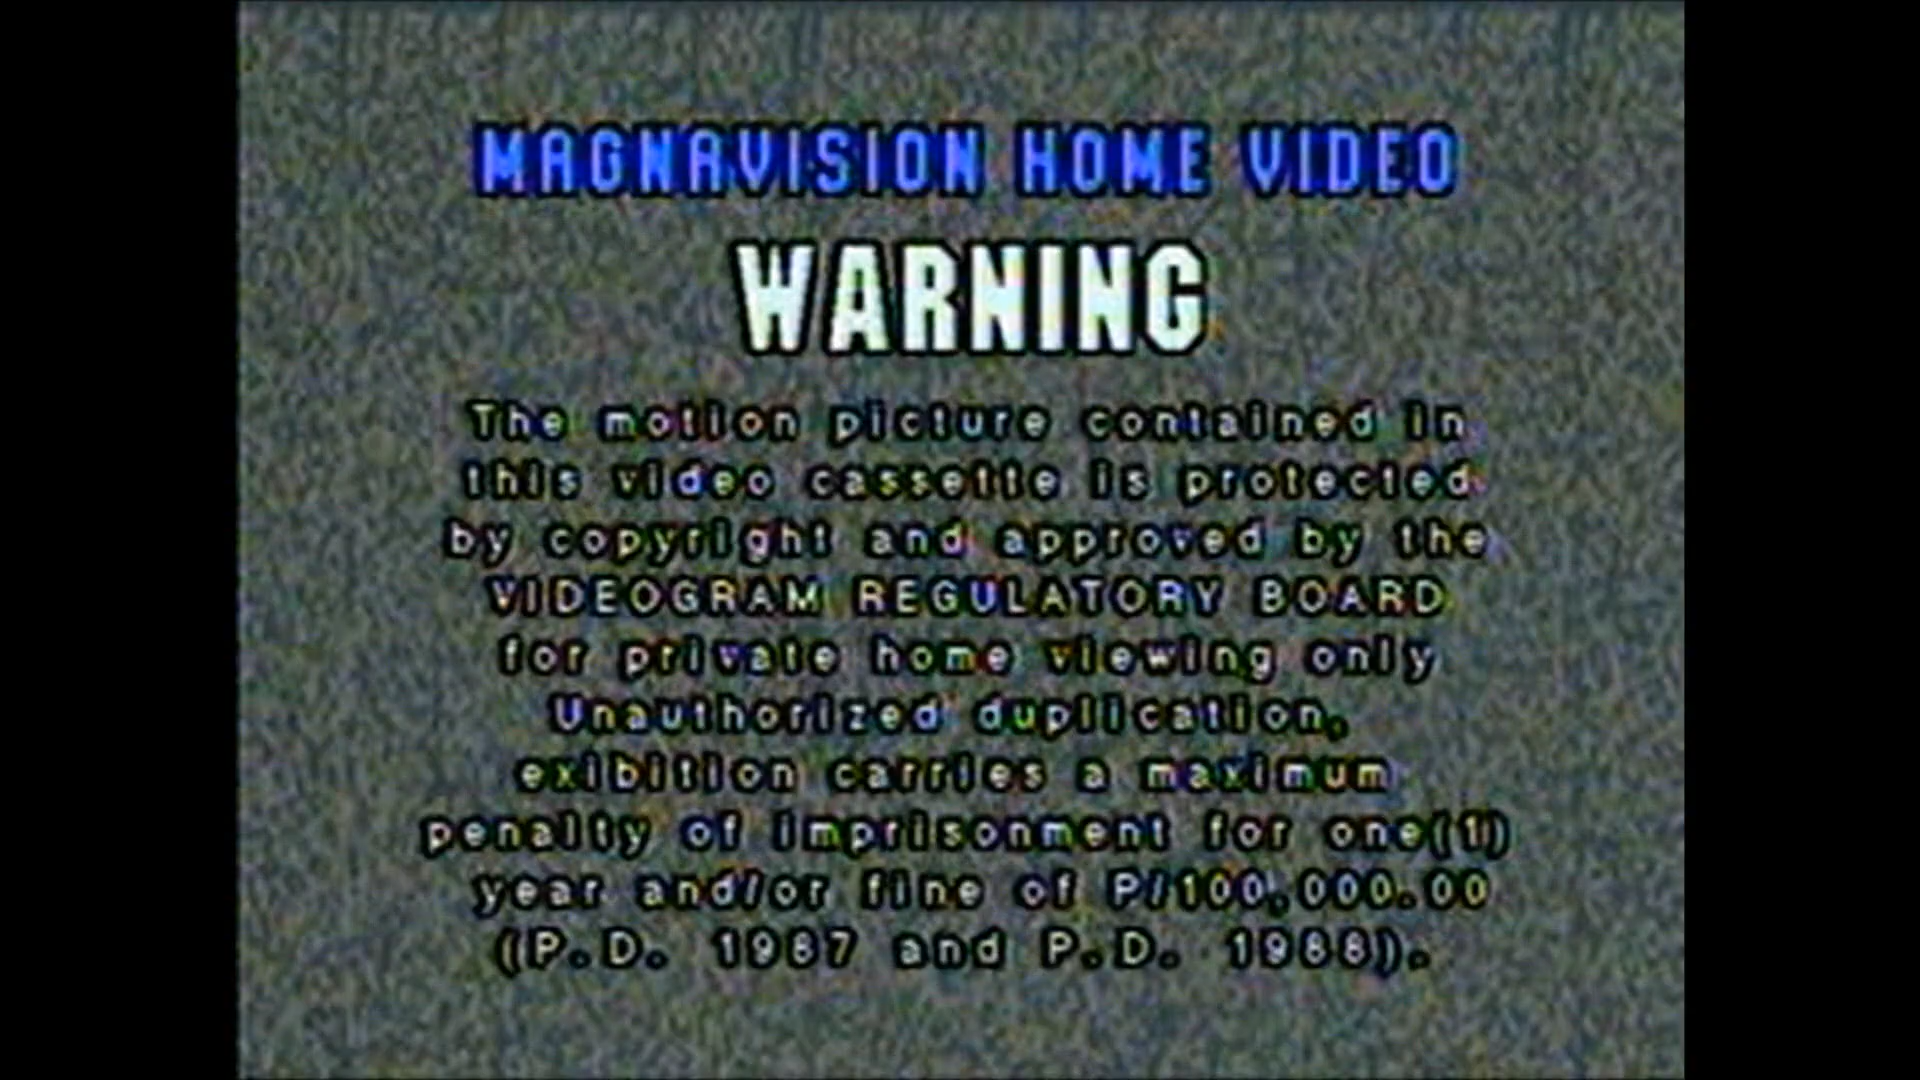 MAGNAVISION HOME VIDEO
WARNING
The motion picture contained in
this video cassette is protected
by copyright and approved by the
VIDEOGRAM REGULATORY BOARD
for private home viewing only
Unauthorized duplication,
exibition carries a maximum
penalty of imprisonment for one(1)
year and/or fine of P/100,000.00
((P.D. 1987 and P.D. 1988).